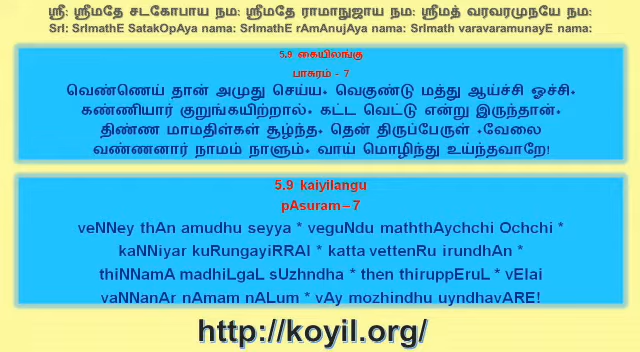 ஸ்ரீ: ஸ்ரீமதே சடகோபாய நம: ஸ்ரீமதே ராமாநுஜாய நம: ஸ்ரீமத் வரவரமுநயே நம:
SrI: SrImathE SatakOpAya nama: SrImathE rAmAnujAya nama: SrImath varavaramunayE nama:
5.9 கையிலங்கு
பாசுரம் - 7
வெண்ணெய் தான் அமுது செய்ய* வெகுண்டு மத்து ஆய்ச்சி ஓச்சி*
கண்ணியார் குறுங்கயிற்றால்* கட்ட வெட்டு என்று இருந்தான்*
திண்ண மாமதிள்கள் சூழ்ந்த* தென் திருப்பேருள் *வேலை
வண்ணனார் நாமம் நாளும்* வாய் மொழிந்து உய்ந்தவாறே!
5.9 kaiyilangu
pAsuram – 7
veNNey thAn amudhu seyya * veguNdu maththAychchi Ochchi *
kaNNiyar kuRungayiRRAl * katta vettenRu irundhAn *
thiNNamA madhiLgaL sUzhndha * then thiruppEruL * vElai
vaNNanAr nAmam nALum * vAy mozhindhu uyndhavARE!
http://koyil.org/